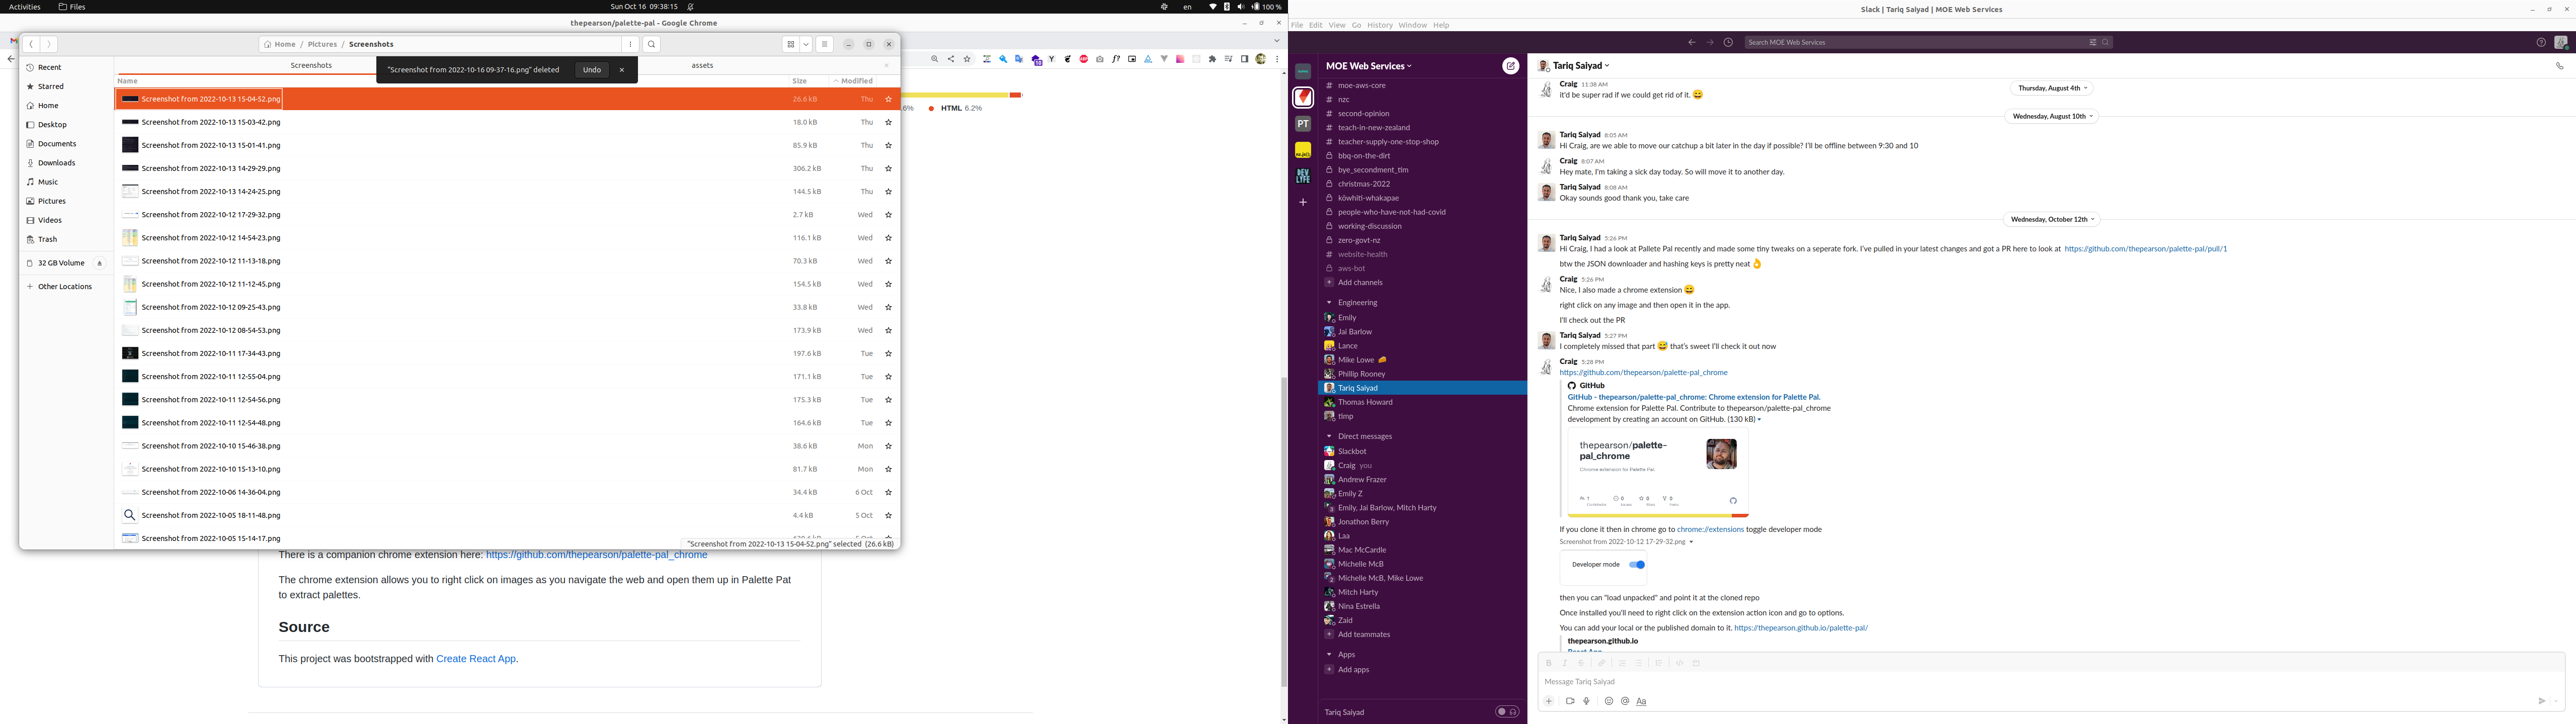 Activities
Files
Sun Oct 16 09:38:15
en
100 %
thepearson/palette-pal - Google Chrome
Home / Pictures / Screenshots
Screenshots
assets
"Screenshot from 2022-10-16 09-37-16.png" deleted
Undo
Name
Size
Modified
Recent
Starred
Home
Desktop
Documents
Downloads
Music
Pictures
Videos
Trash
32 GB Volume
Other Locations
Screenshot from 2022-10-13 15-04-52.png 26.6 kB Thu
Screenshot from 2022-10-13 15-03-42.png 18.0 kB Thu
Screenshot from 2022-10-13 15-01-41.png 85.9 kB Thu
Screenshot from 2022-10-13 14-29-29.png 306.2 kB Thu
Screenshot from 2022-10-13 14-24-25.png 144.5 kB Thu
Screenshot from 2022-10-12 17-29-32.png 2.7 kB Wed
Screenshot from 2022-10-12 14-54-23.png 116.1 kB Wed
Screenshot from 2022-10-12 11-13-18.png 70.3 kB Wed
Screenshot from 2022-10-12 11-12-45.png 154.5 kB Wed
Screenshot from 2022-10-12 09-25-43.png 33.8 kB Wed
Screenshot from 2022-10-12 08-54-53.png 173.9 kB Wed
Screenshot from 2022-10-11 17-34-43.png 197.6 kB Tue
Screenshot from 2022-10-11 12-55-04.png 171.1 kB Tue
Screenshot from 2022-10-11 12-54-56.png 175.3 kB Tue
Screenshot from 2022-10-11 12-54-48.png 164.6 kB Tue
Screenshot from 2022-10-10 15-46-38.png 38.6 kB Mon
Screenshot from 2022-10-10 15-13-10.png 81.7 kB Mon
Screenshot from 2022-10-06 14-36-04.png 34.4 kB 6 Oct
Screenshot from 2022-10-05 18-11-48.png 4.4 kB 5 Oct
Screenshot from 2022-10-05 15-14-17.png
"Screenshot from 2022-10-13 15-04-52.png" selected (26.6 kB)
.6%
HTML 6.2%
There is a companion chrome extension here: https://github.com/thepearson/palette-pal_chrome
The chrome extension allows you to right click on images as you navigate the web and open them up in Palette Pat
to extract palettes.
Source
This project was bootstrapped with Create React App.
Slack | Tariq Saiyad | MOE Web Services
File Edit View Go History Window Help
Search MOE Web Services
PT
DEV
LYFE
MOE Web Services
moe-aws-core
nzc
second-opinion
teach-in-new-zealand
teacher-supply-one-stop-shop
bbq-on-the-dirt
bye_secondment_tim
christmas-2022
kōwhiti-whakapae
people-who-have-not-had-covid
working-discussion
zero-govt-nz
website-health
aws-bot
Add channels
Engineering
Emily
Jai Barlow
Lance
Mike Lowe
Phillip Rooney
Tariq Saiyad
Thomas Howard
timp
Direct messages
Slackbot
Craig you
Andrew Frazer
Emily Z
Emily, Jai Barlow, Mitch Harty
Jonathon Berry
Laa
Mac McCardle
Michelle McB
Michelle McB, Mike Lowe
Mitch Harty
Nina Estrella
Zaid
Add teammates
Apps
Add apps
Tariq Saiyad
Tariq Saiyad
Thursday, August 4th
Craig 11:38 AM
it'd be super rad if we could get rid of it. 😄
Wednesday, August 10th
Tariq Saiyad 8:05 AM
Hi Craig, are we able to move our catchup a bit later in the day if possible? I'll be offline between 9:30 and 10
Craig 8:07 AM
Hey mate, I'm taking a sick day today. So will move it to another day.
Tariq Saiyad 8:08 AM
Okay sounds good thank you, take care
Wednesday, October 12th
Tariq Saiyad 5:26 PM
Hi Craig, I had a look at Pallete Pal recently and made some tiny tweaks on a seperate fork. I've pulled in your latest changes and got a PR here to look at https://github.com/thepearson/palette-pal/pull/1
btw the JSON downloader and hashing keys is pretty neat 👌
Craig 5:26 PM
Nice, I also made a chrome extension 😄
right click on any image and then open it in the app.
I'll check out the PR
Tariq Saiyad 5:27 PM
I completely missed that part 😅 that's sweet I'll check it out now
Craig 5:28 PM
https://github.com/thepearson/palette-pal_chrome
GitHub
GitHub - thepearson/palette-pal_chrome: Chrome extension for Palette Pal.
Chrome extension for Palette Pal. Contribute to thepearson/palette-pal_chrome
development by creating an account on GitHub. (130 kB)
thepearson/palette-
pal_chrome
Chrome extension for Palette Pal.
1 0 0 0
If you clone it then in chrome go to chrome://extensions toggle developer mode
Screenshot from 2022-10-12 17-29-32.png
Developer mode
then you can "load unpacked" and point it at the cloned repo
Once installed you'll need to right click on the extension action icon and go to options.
You can add your local or the published domain to it. https://thepearson.github.io/palette-pal/
thepearson.github.io
React App
Message Tariq Saiyad
Aa